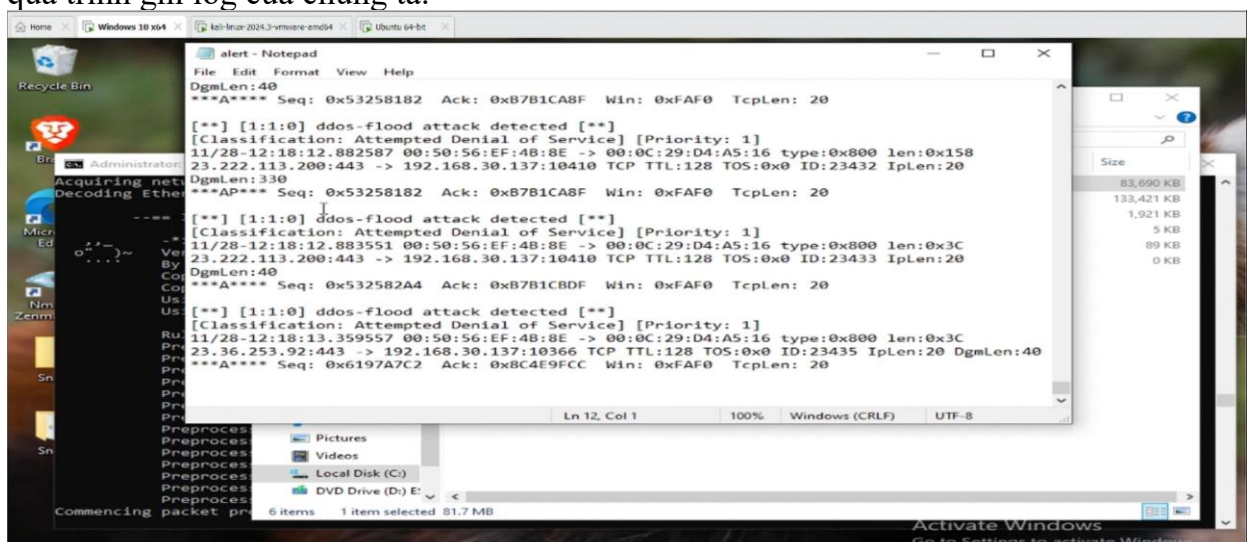 quá trình ghi log của chúng ta.
Home
Windows 10 x64
kali-linux-2024.3-vmware-amd64
Ubuntu 64-bit
Recycle Bin
alert - Notepad
File Edit Format View Help
DgmLen:40
***A**** Seq: 0x53258182 Ack: 0xB7B1CA8F Win: 0xFAF0 TcpLen: 20
[**] [1:1:0] ddos-flood attack detected [**]
[Classification: Attempted Denial of Service] [Priority: 1]
11/28-12:18:12.882587 00:50:56:EF:4B:8E -> 00:0C:29:D4:A5:16 type:0x800 len:0x158
23.222.113.200:443 -> 192.168.30.137:10410 TCP TTL:128 TOS:0x0 ID:23432 IpLen:20
DgmLen:330
***AP*** Seq: 0x53258182 Ack: 0xB7B1CA8F Win: 0xFAF0 TcpLen: 20
[**] [1:1:0] ddos-flood attack detected [**]
[Classification: Attempted Denial of Service] [Priority: 1]
11/28-12:18:12.883551 00:50:56:EF:4B:8E -> 00:0C:29:D4:A5:16 type:0x800 len:0x3C
23.222.113.200:443 -> 192.168.30.137:10410 TCP TTL:128 TOS:0x0 ID:23433 IpLen:20
DgmLen:40
***A**** Seq: 0x532582A4 Ack: 0xB7B1CBDF Win: 0xFAF0 TcpLen: 20
[**] [1:1:0] ddos-flood attack detected [**]
[Classification: Attempted Denial of Service] [Priority: 1]
11/28-12:18:13.359557 00:50:56:EF:4B:8E -> 00:0C:29:D4:A5:16 type:0x800 len:0x3C
23.36.253.92:443 -> 192.168.30.137:10366 TCP TTL:128 TOS:0x0 ID:23435 IpLen:20 DgmLen:40
***A**** Seq: 0x6197A7C2 Ack: 0x8C4E9FCC Win: 0xFAF0 TcpLen: 20
Ln 12, Col 1
100%
Windows (CRLF)
UTF-8
Administrator:
Acquiring
Decoding
By
Commencing packet
Size
83,690 KB
133,421 KB
1,921 KB
5 KB
89 KB
0 KB
Pictures
Videos
Local Disk (C:)
DVD Drive (D:)
6 items
1 item selected 81.7 MB
Activate Windows
Go to Settings to activate Windows